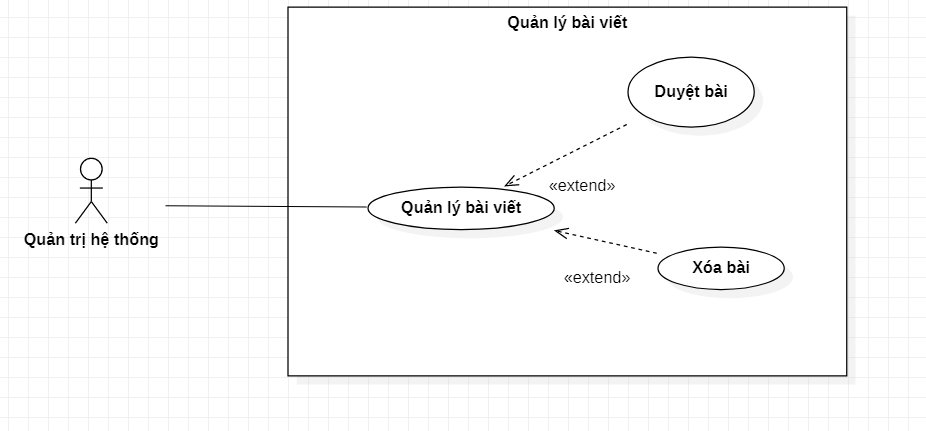 Quản lý bài viết
Duyệt bài
«extend»
Quản lý bài viết
Quản trị hệ thống
Xóa bài
«extend»